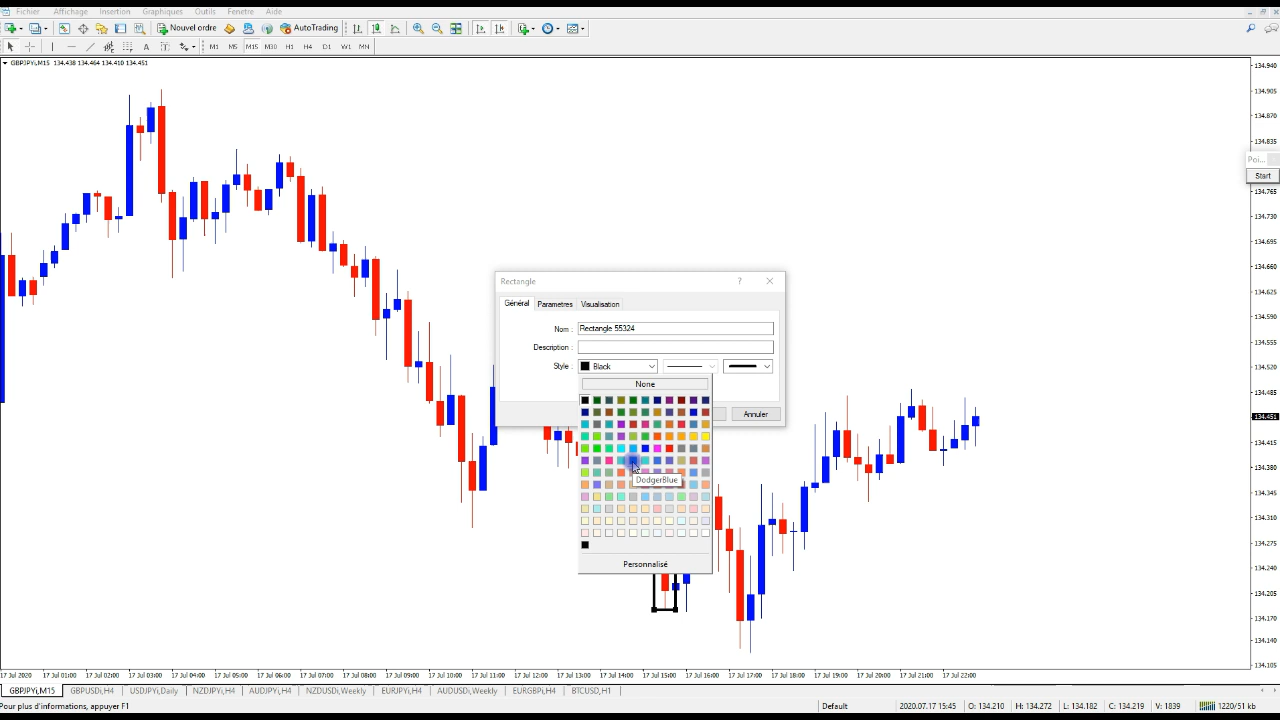 Fichier Affichage Insertion Graphiques Outils Fenetre Aide
Nouvel ordre AutoTrading
A T M1 M5 M15 M30 H1 H4 D1 W1 MN
GBPJPYi,M15 134.438 134.464 134.410 134.451
134.940
134.905
134.870
134.835
Poi...
Start
134.765
134.730
134.695
134.660
134.625
134.590
134.555
134.520
134.485
134.451
134.415
134.380
134.345
134.310
134.275
134.240
134.205
134.170
134.140
134.105
Rectangle ?
Général Parametres Visualisation
Nom : Rectangle 55324
Description :
Style : Black
None
Annuler
DodgerBlue
Personnalisé
17 Jul 2020 17 Jul 01:00 17 Jul 02:00 17 Jul 03:00 17 Jul 04:00 17 Jul 05:00 17 Jul 06:00 17 Jul 07:00 17 Jul 08:00 17 Jul 09:00 17 Jul 10:00 17 Jul 11:00 17 Jul 12:00 17 Jul 13:00 17 Jul 14:00 17 Jul 15:00 17 Jul 16:00 17 Jul 17:00 17 Jul 18:00 17 Jul 19:00 17 Jul 20:00 17 Jul 21:00 17 Jul 22:00
GBPJPYi,M15 GBPUSDi,H4 USDJPYi,Daily NZDJPYi,H4 AUDJPYi,H4 NZDUSDi,Weekly EURJPYi,H4 AUDUSDi,Weekly EURGBPi,H4 BTCUSD,H1
Pour plus d'informations, appuyer F1 Default 2020.07.17 15:45 O: 134.210 H: 134.272 L: 134.182 C: 134.219 V: 1839 1220/51 kb